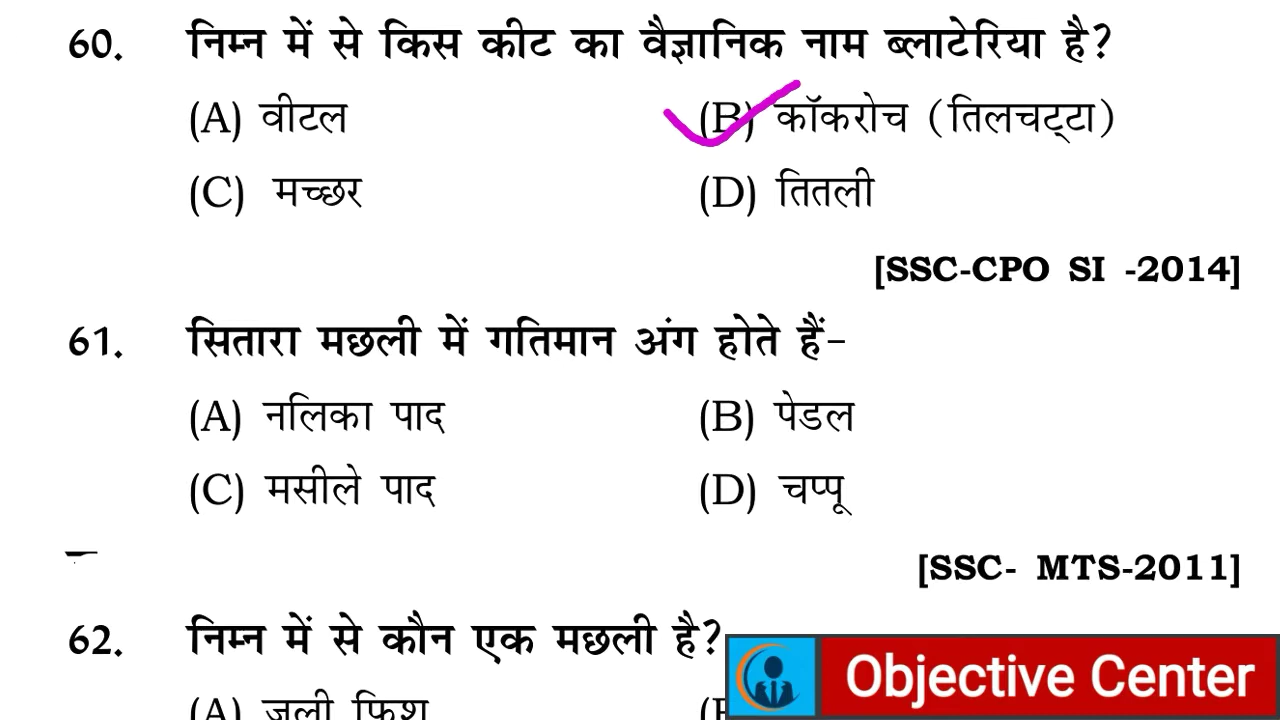 60. निम्न में से किस कीट का वैज्ञानिक नाम ब्लाटेरिया है?
(A) वीटल (B) कॉकरोच (तिलचट्टा)
(C) मच्छर (D) तितली
[SSC-CPO SI -2014]
61. सितारा मछली में गतिमान अंग होते हैं-
(A) नलिका पाद (B) पेडल
(C) मसीले पाद (D) चप्पू
[SSC- MTS-2011]
62. निम्न में से कौन एक मछली है?
Objective Center
(A) जली फिश